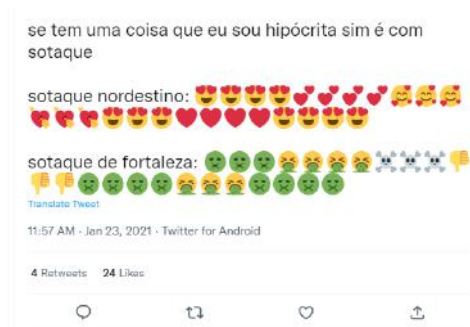 se tem uma coisa que eu sou hipócrita sim é com
sotaque
sotaque nordestino: 😍😍😍😍💕💕💕💕🥰🥰🥰
💘💘💘😍😍😍❤️❤️❤️❤️😍😍😍😍
sotaque de fortaleza: 🤢🤢🤢🤮🤮🤮🤮☠️☠️☠️👎
👎👎🤢🤢🤢🤢🤮🤮🤮🤢🤢🤢🤢
Translate Tweet
11:57 AM · Jan 23, 2021 · Twitter for Android
4 Retweets 24 Likes